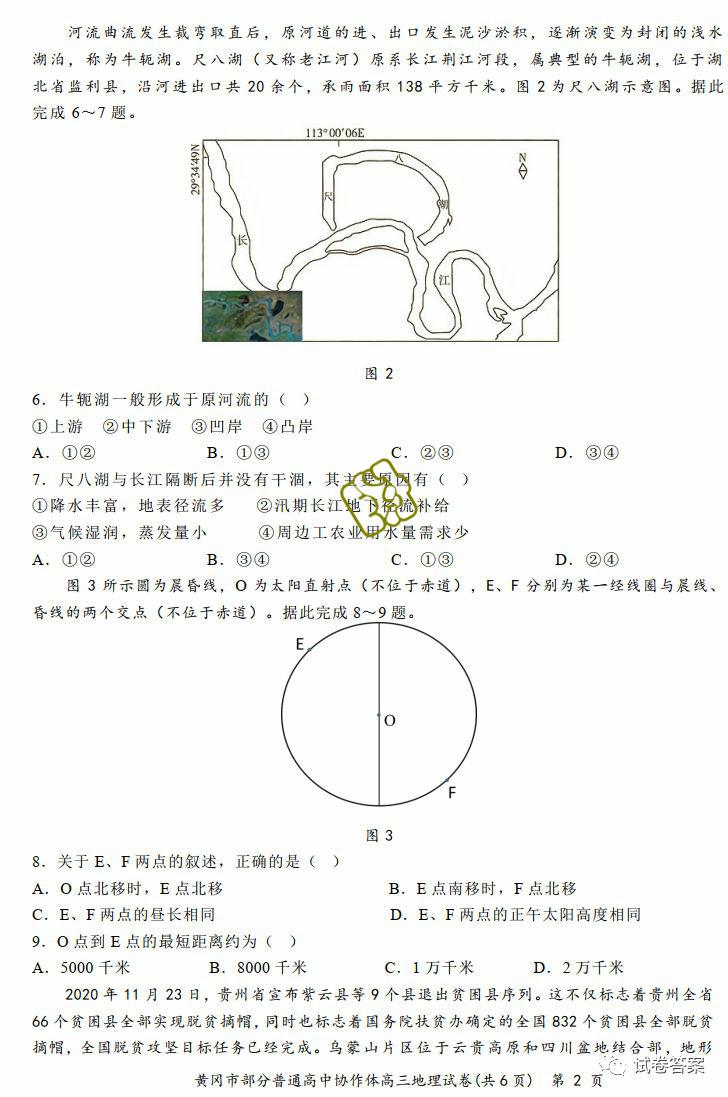 河流曲流发生裁弯取直后，原河道的进、出口发生泥沙淤积，逐渐演变为封闭的浅水
湖泊，称为牛轭湖。尺八湖（又称老江河）原系长江荆江河段，属典型的牛轭湖，位于湖
北省监利县，沿河进出口共 20 余个，承雨面积 138 平方千米。图 2 为尺八湖示意图。据此
完成 6～7 题。
113°00′06E
29°34′49N
N
八
尺
湖
长
江
图 2
6．牛轭湖一般形成于原河流的（ ）
①上游 ②中下游 ③凹岸 ④凸岸
A．①② B．①③ C．②③ D．③④
7．尺八湖与长江隔断后并没有干涸，其主要原因有（ ）
①降水丰富，地表径流多 ②汛期长江地下径流补给
③气候湿润，蒸发量小 ④周边工农业用水量需求少
A．①② B．③④ C．①③ D．②④
图 3 所示圆为晨昏线，O 为太阳直射点（不位于赤道），E、F 分别为某一经线圈与晨线、
昏线的两个交点（不位于赤道）。据此完成 8～9 题。
E
O
F
图 3
8．关于 E、F 两点的叙述，正确的是（ ）
A．O 点北移时，E 点北移 B．E 点南移时，F 点北移
C．E、F 两点的昼长相同 D．E、F 两点的正午太阳高度相同
9．O 点到 E 点的最短距离约为（ ）
A．5000 千米 B．8000 千米 C．1 万千米 D．2 万千米
2020 年 11 月 23 日，贵州省宣布紫云县等 9 个县退出贫困县序列。这不仅标志着贵州全省
66 个贫困县全部实现脱贫摘帽，同时也标志着国务院扶贫办确定的全国 832 个贫困县全部脱贫
摘帽，全国脱贫攻坚目标任务已经完成。乌蒙山片区位于云贵高原和四川盆地结合部，地形
试卷答案
黄冈市部分普通高中协作体高三地理试卷(共 6 页) 第 2 页